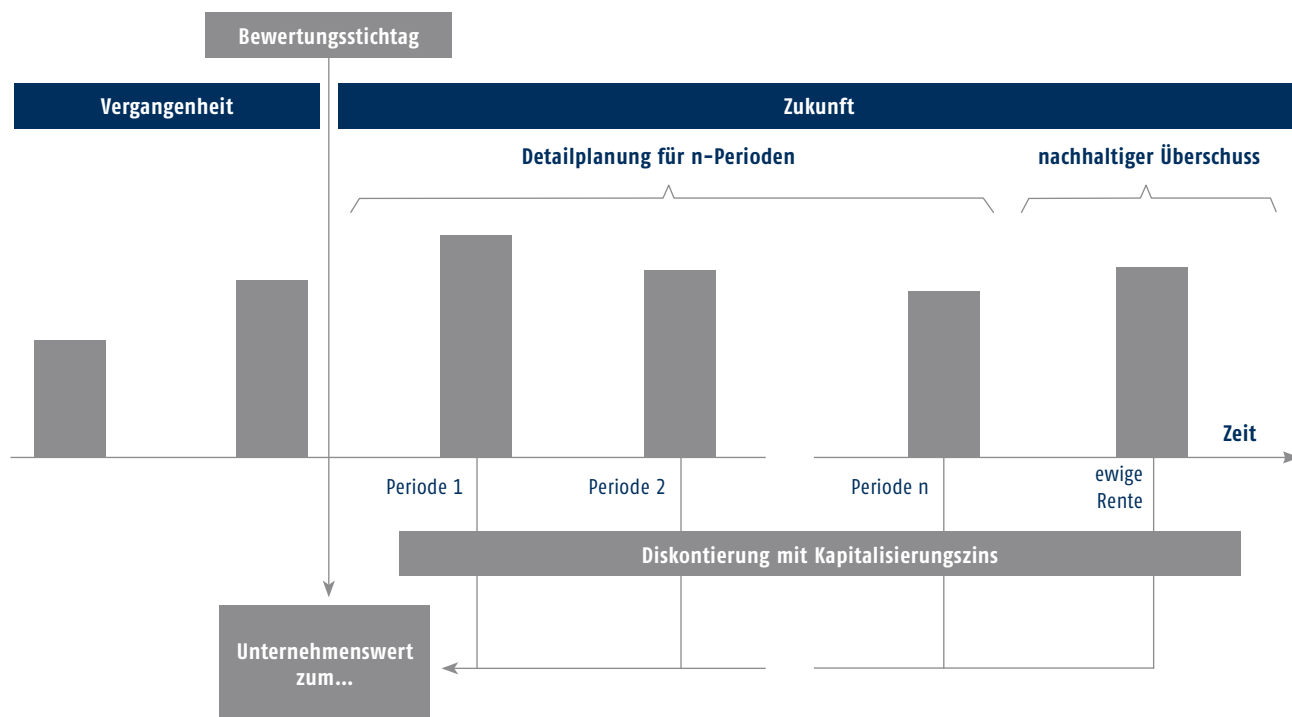 Bewertungsstichtag
Vergangenheit
Zukunft
Detailplanung für n-Perioden
nachhaltiger Überschuss
Zeit
Periode 1
Periode 2
Periode n
ewige
Rente
Diskontierung mit Kapitalisierungszins
Unternehmenswert
zum...